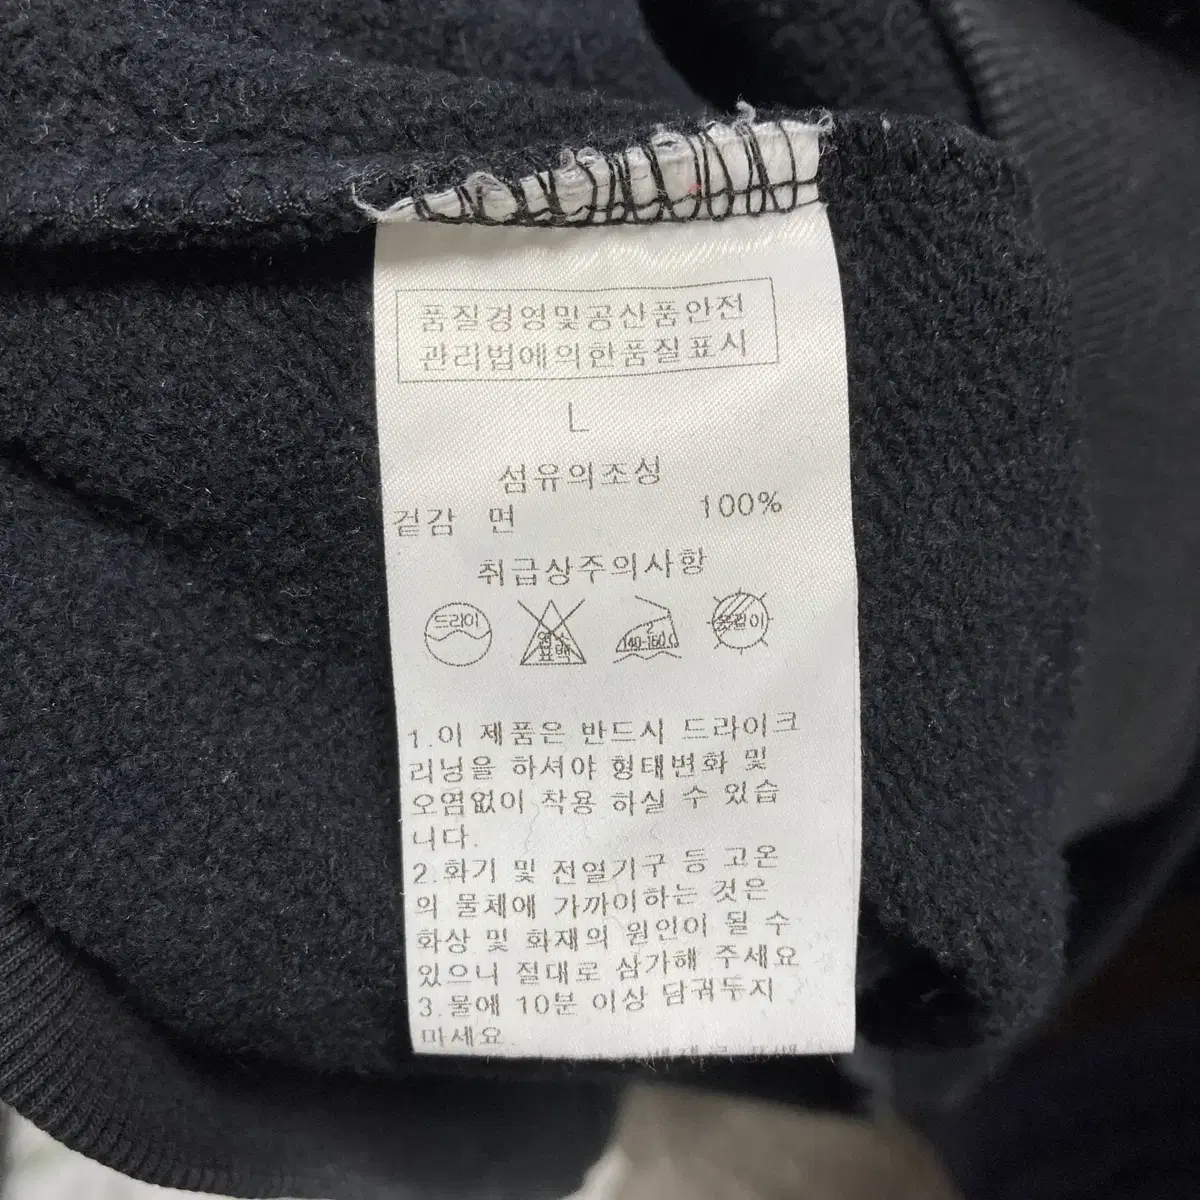 품질경영및공산품안전
관리법에의한품질표시
L
섬유의조성
겉감 면 100%
취급상주의사항
드라이
염소
표백
140-160℃
옷걸이
1.이 제품은 반드시 드라이크
리닝을 하셔야 형태변화 및
오염없이 착용 하실 수 있습
니다.
2.화기 및 전열기구 등 고온
의 물체에 가까이하는 것은
화상 및 화재의 원인이 될 수
있으니 절대로 삼가해 주세요
3.물에 10분 이상 담궈두지
마세요.